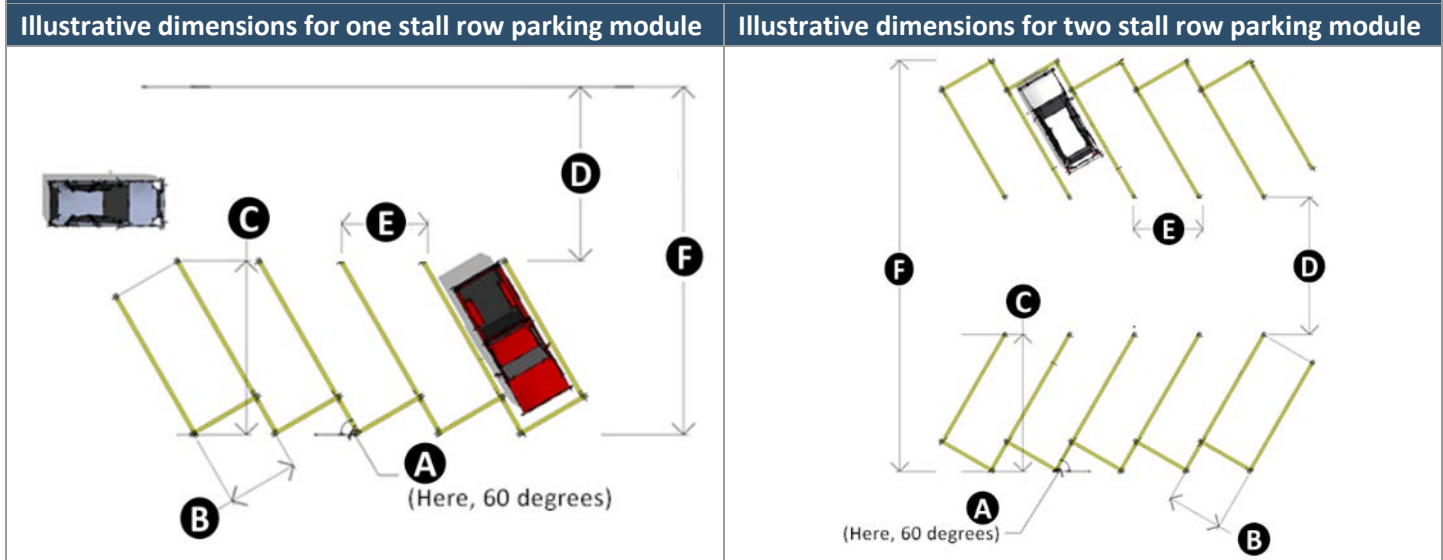 Illustrative dimensions for one stall row parking module
Illustrative dimensions for two stall row parking module
D
C
E
F
A
(Here, 60 degrees)
B
E
F
D
C
A
(Here, 60 degrees)
B